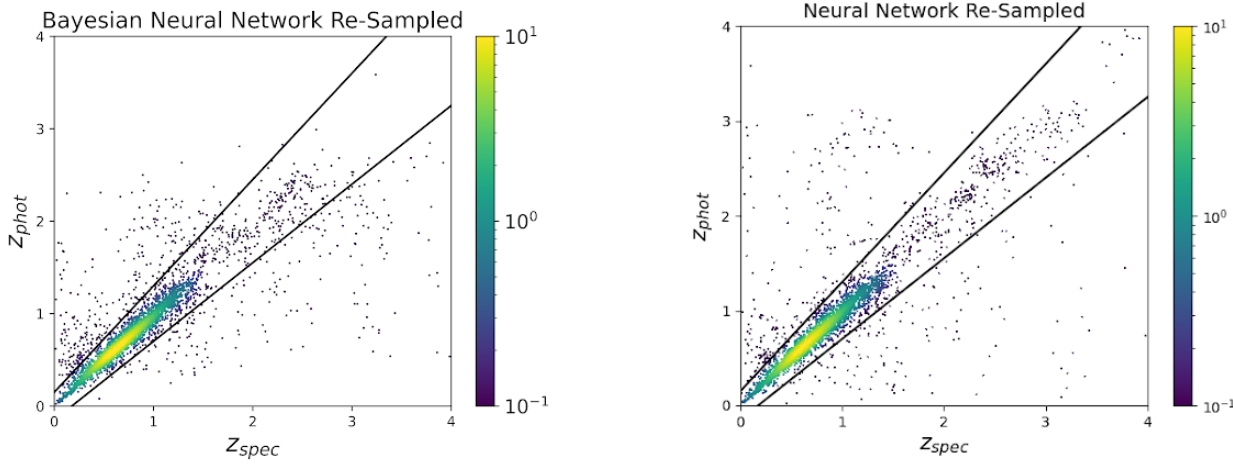 Bayesian Neural Network Re-Sampled
4
3
2
1
0
0 1 2 3 4
z_phot
z_spec
10^1
10^0
10^-1
Neural Network Re-Sampled
4
3
2
1
0
0 1 2 3 4
z_phot
z_spec
10^1
10^0
10^-1